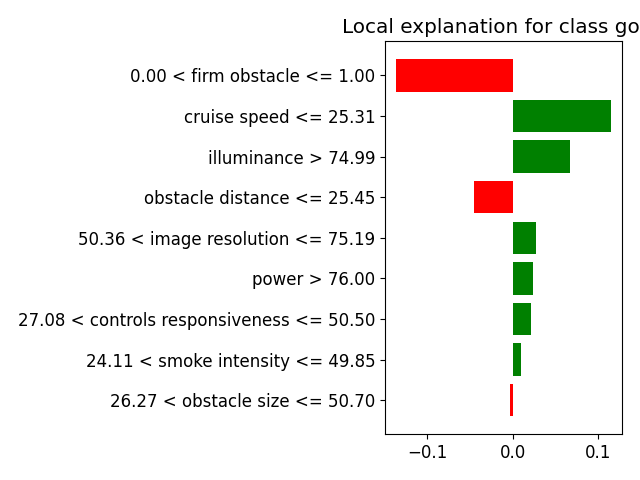 Local explanation for class go
0.00 < firm obstacle <= 1.00
cruise speed <= 25.31
illuminance > 74.99
obstacle distance <= 25.45
50.36 < image resolution <= 75.19
power > 76.00
27.08 < controls responsiveness <= 50.50
24.11 < smoke intensity <= 49.85
26.27 < obstacle size <= 50.70
−0.1 0.0 0.1